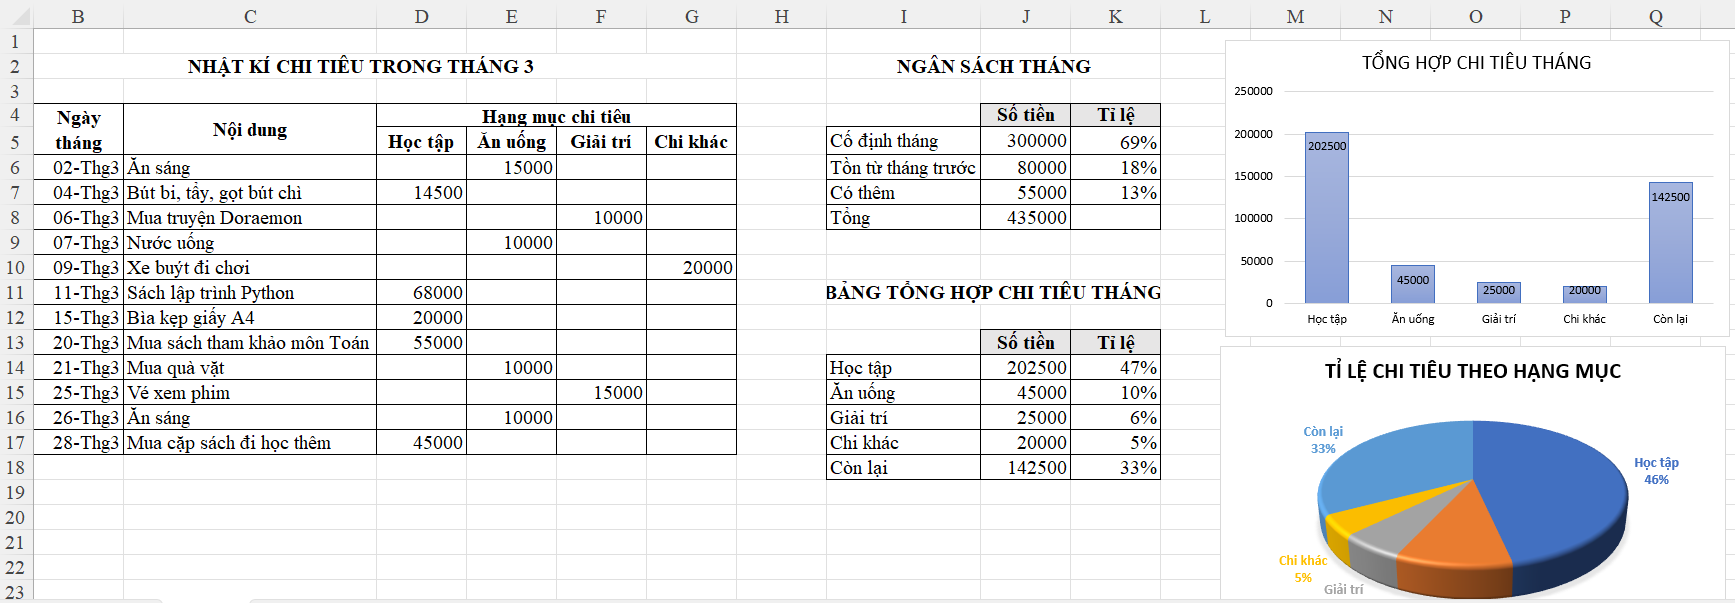 B C D E F G H I J K L M N O P Q
1
2 NHẬT KÍ CHI TIÊU TRONG THÁNG 3 NGÂN SÁCH THÁNG
3
4 Ngày tháng Nội dung Hạng mục chi tiêu Số tiền Tỉ lệ
5 Học tập Ăn uống Giải trí Chi khác Cố định tháng 300000 69%
6 02-Thg3 Ăn sáng 15000 Tồn từ tháng trước 80000 18%
7 04-Thg3 Bút bi, tẩy, gọt bút chì 14500 Có thêm 55000 13%
8 06-Thg3 Mua truyện Doraemon 10000 Tổng 435000
9 07-Thg3 Nước uống 10000
10 09-Thg3 Xe buýt đi chơi 20000
11 11-Thg3 Sách lập trình Python 68000 BẢNG TỔNG HỢP CHI TIÊU THÁNG
12 15-Thg3 Bìa kẹp giấy A4 20000
13 20-Thg3 Mua sách tham khảo môn Toán 55000 Số tiền Tỉ lệ
14 21-Thg3 Mua quà vặt 10000 Học tập 202500 47%
15 25-Thg3 Vé xem phim 15000 Ăn uống 45000 10%
16 26-Thg3 Ăn sáng 10000 Giải trí 25000 6%
17 28-Thg3 Mua cặp sách đi học thêm 45000 Chi khác 20000 5%
18 Còn lại 142500 33%
19
20
21
22
23
TỔNG HỢP CHI TIÊU THÁNG
250000
200000
150000
100000
50000
0
202500 45000 25000 20000 142500
Học tập Ăn uống Giải trí Chi khác Còn lại
TỈ LỆ CHI TIÊU THEO HẠNG MỤC
Còn lại
33%
Học tập
46%
Chi khác
5%
Giải trí